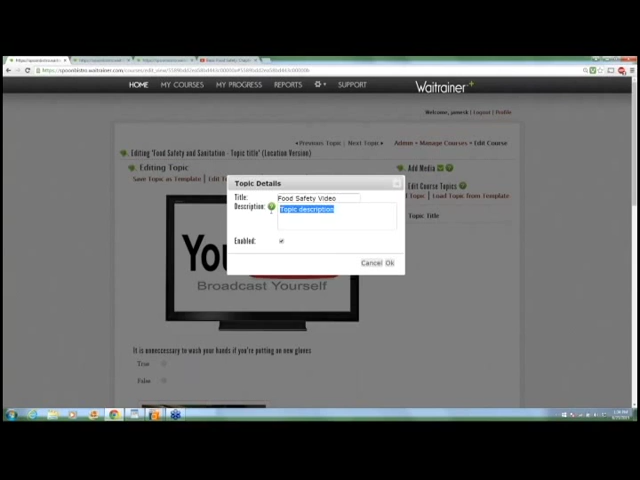 HOME MY COURSES MY PROGRESS REPORTS SUPPORT
Waitrainer+
Logout | Profile
Previous Topic | Next Topic
Admin • Manage Courses • Edit Course
Editing 'Food Safety and Sanitation - Topic title' (Location Version)
Editing Topic
Add Media
Save Topic as Template | Edit T
Edit Course Topics
Topic | Load Topic from Template
Topic Title
Topic Details
Title: Food Safety Video
Description: Topic description
Enabled:
Cancel Ok
You
Broadcast Yourself
It is unneccessary to wash your hands if you're putting on new gloves
True
False